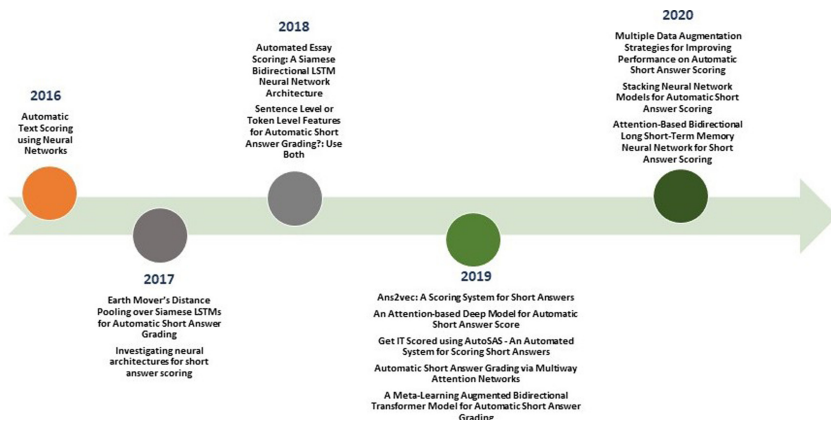 2016
Automatic
Text Scoring
using Neural
Networks
2017
Earth Mover's Distance
Pooling over Siamese LSTMs
for Automatic Short Answer
Grading
Investigating neural
architectures for short
answer scoring
2018
Automated Essay
Scoring: A Siamese
Bidirectional LSTM
Neural Network
Architecture
Sentence Level or
Token Level Features
for Automatic Short
Answer Grading?: Use
Both
2019
Ans2vec: A Scoring System for Short Answers
An Attention-based Deep Model for Automatic
Short Answer Score
Get IT Scored using AutoSAS - An Automated
System for Scoring Short Answers
Automatic Short Answer Grading via Multiway
Attention Networks
A Meta-Learning Augmented Bidirectional
Transformer Model for Automatic Short Answer
Grading
2020
Multiple Data Augmentation
Strategies for Improving
Performance on Automatic
Short Answer Scoring
Stacking Neural Network
Models for Automatic Short
Answer Scoring
Attention-Based Bidirectional
Long Short-Term Memory
Neural Network for Short
Answer Scoring